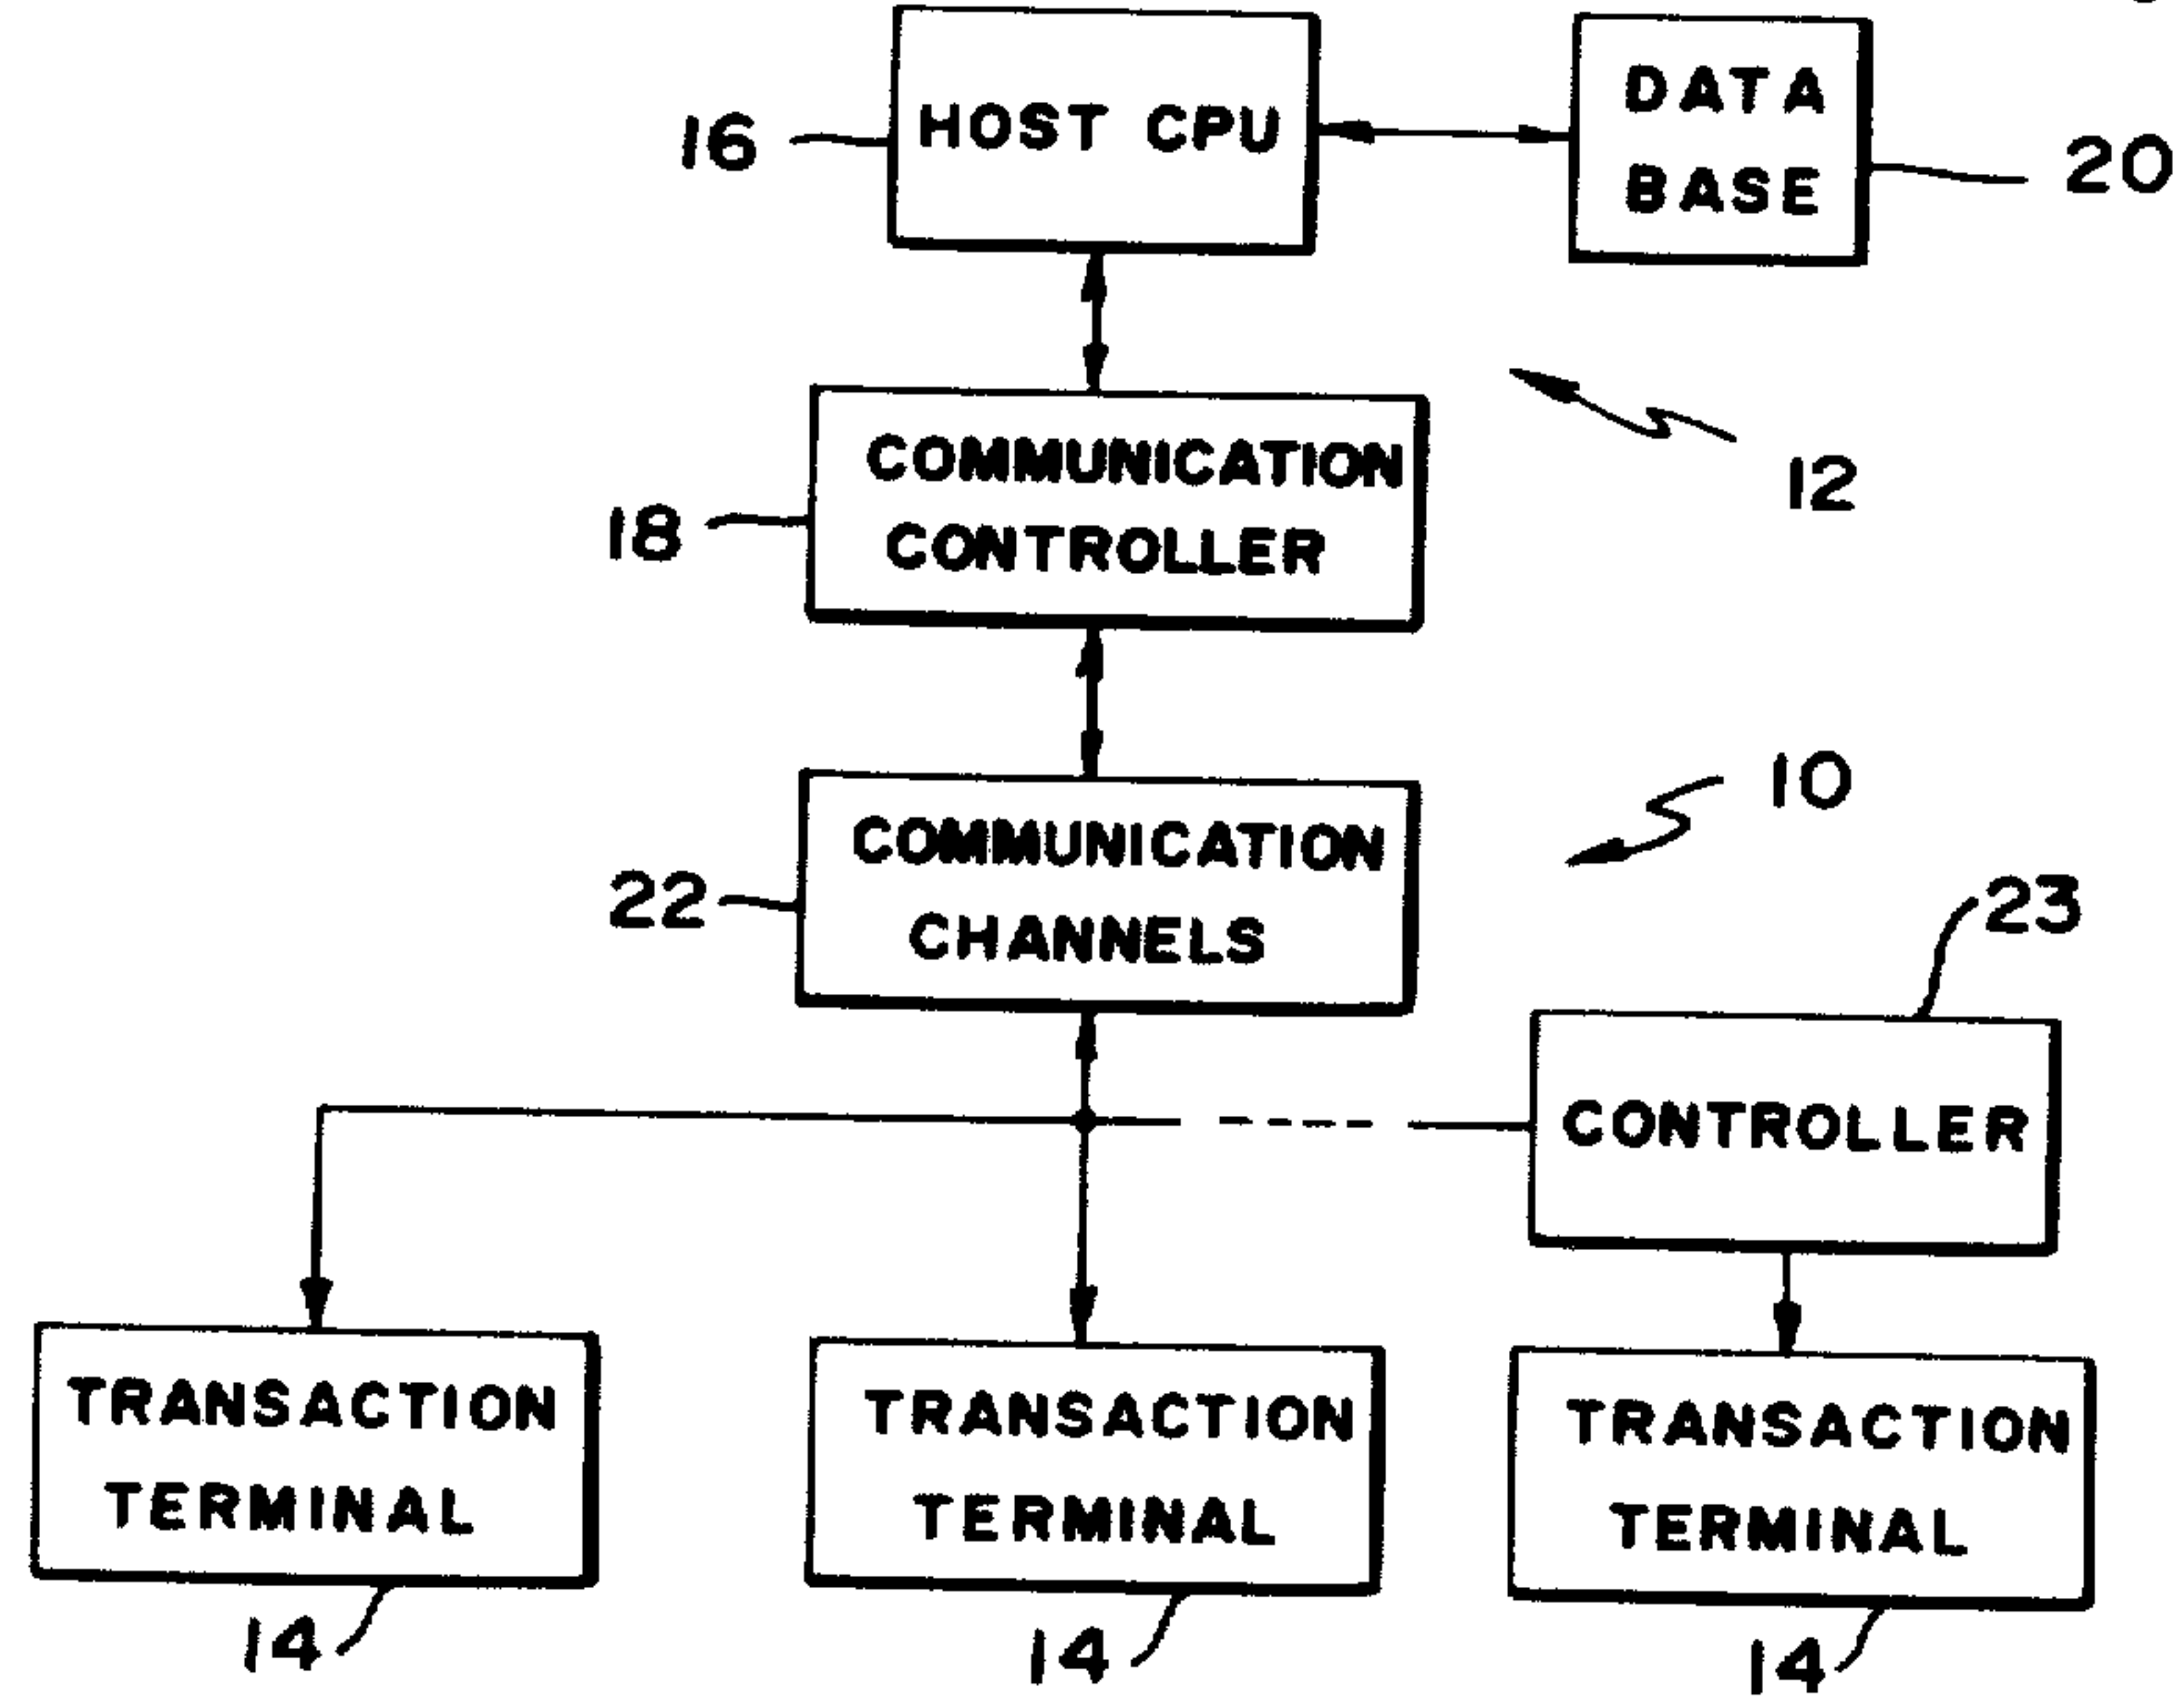 16
HOST CPU
DATA
BASE
20
12
18
COMMUNICATION
CONTROLLER
10
22
COMMUNICATION
CHANNELS
23
CONTROLLER
TRANSACTION
TERMINAL
14
TRANSACTION
TERMINAL
14
TRANSACTION
TERMINAL
14